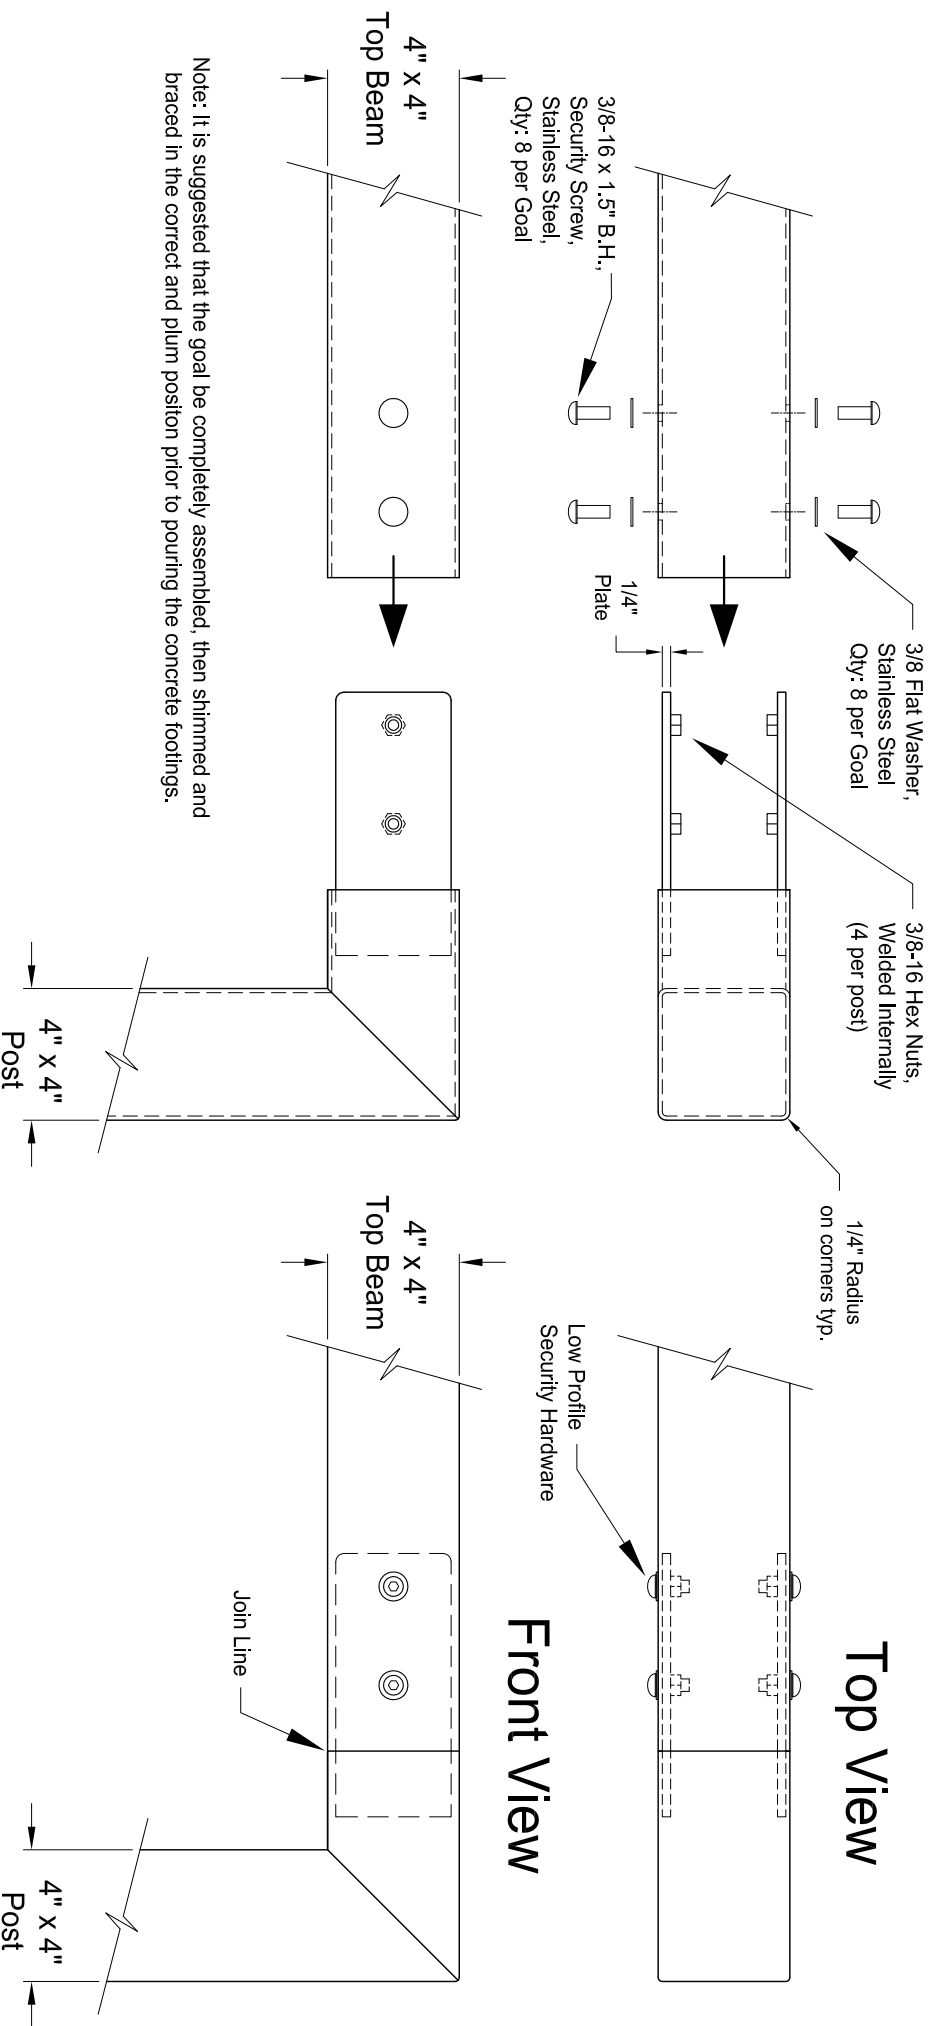 Top View
3/8 Flat Washer,
Stainless Steel
Qty: 8 per Goal
3/8-16 Hex Nuts,
Welded Internally
(4 per post)
1/4" Radius
on corners typ.
3/8-16 x 1.5" B.H.,
Security Screw,
Stainless Steel,
Qty: 8 per Goal
1/4"
Plate
Low Profile
Security Hardware
Front View
4" x 4"
Top Beam
4" x 4"
Top Beam
Join Line
Note: It is suggested that the goal be completely assembled, then shimmed and
braced in the correct and plum positon prior to pouring the concrete footings.
4" x 4"
Post
4" x 4"
Post